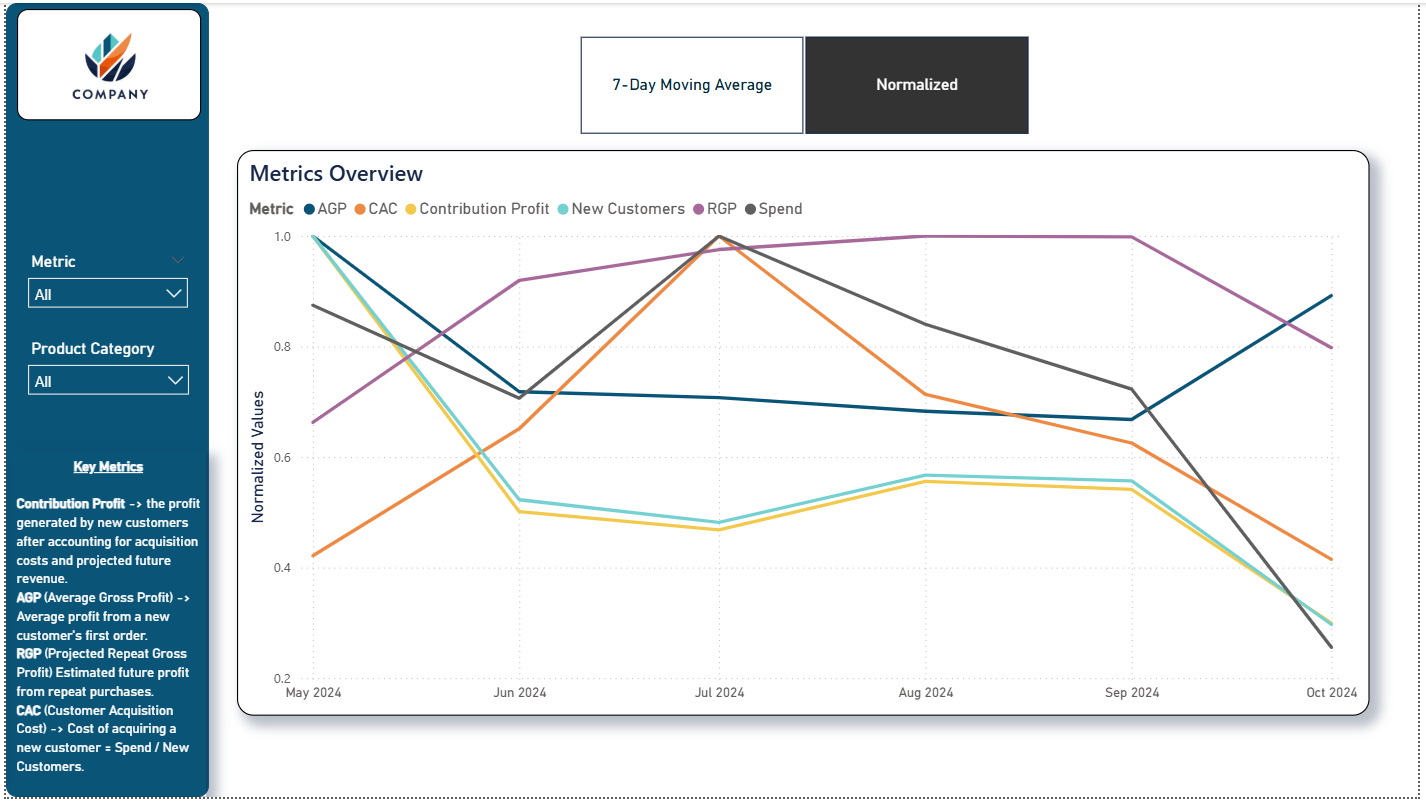 COMPANY
7-Day Moving Average
Normalized
Metric
All
Product Category
All
Key Metrics
Contribution Profit -> the profit
generated by new customers
after accounting for acquisition
costs and projected future
revenue.
AGP (Average Gross Profit) ->
Average profit from a new
customer's first order.
RGP (Projected Repeat Gross
Profit) Estimated future profit
from repeat purchases.
CAC (Customer Acquisition
Cost) -> Cost of acquiring a
new customer = Spend / New
Customers.
Metrics Overview
Metric AGP CAC Contribution Profit New Customers RGP Spend
Normalized Values
1.0
0.8
0.6
0.4
0.2
May 2024 Jun 2024 Jul 2024 Aug 2024 Sep 2024 Oct 2024